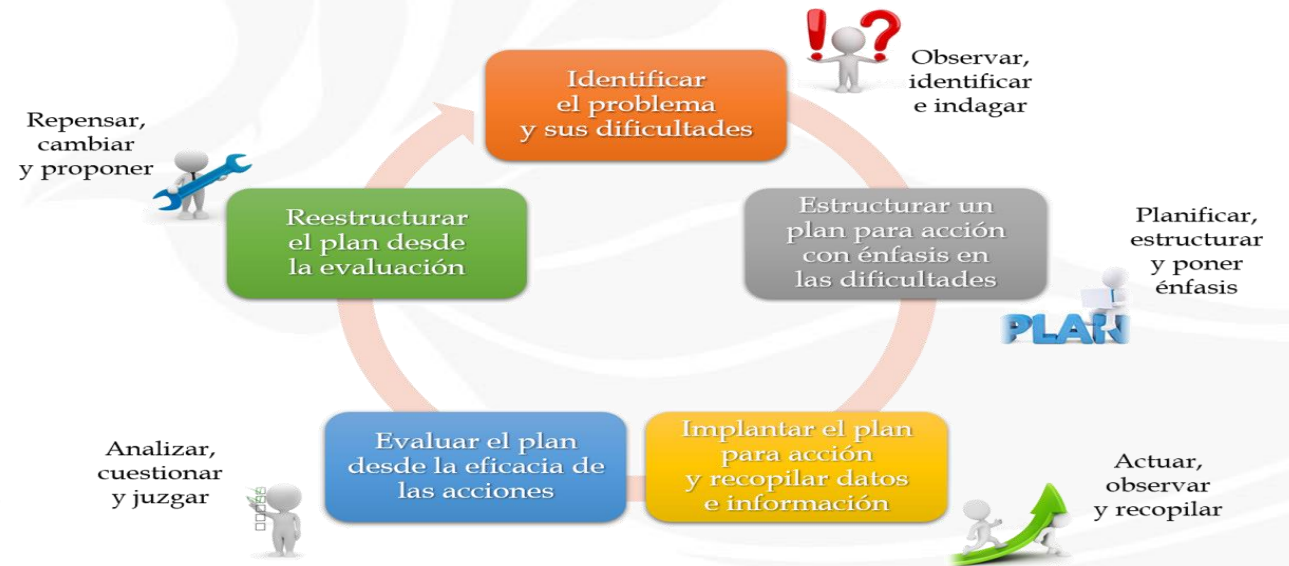 Identificar
el problema
y sus dificultades
Observar,
identificar
e indagar
Estructurar un
plan para acción
con énfasis en
las dificultades
Planificar,
estructurar
y poner
énfasis
PLAN
Implantar el plan
para acción
y recopilar datos
e información
Actuar,
observar
y recopilar
Evaluar el plan
desde la eficacia de
las acciones
Analizar,
cuestionar
y juzgar
Reestructurar
el plan desde
la evaluación
Repensar,
cambiar
y proponer